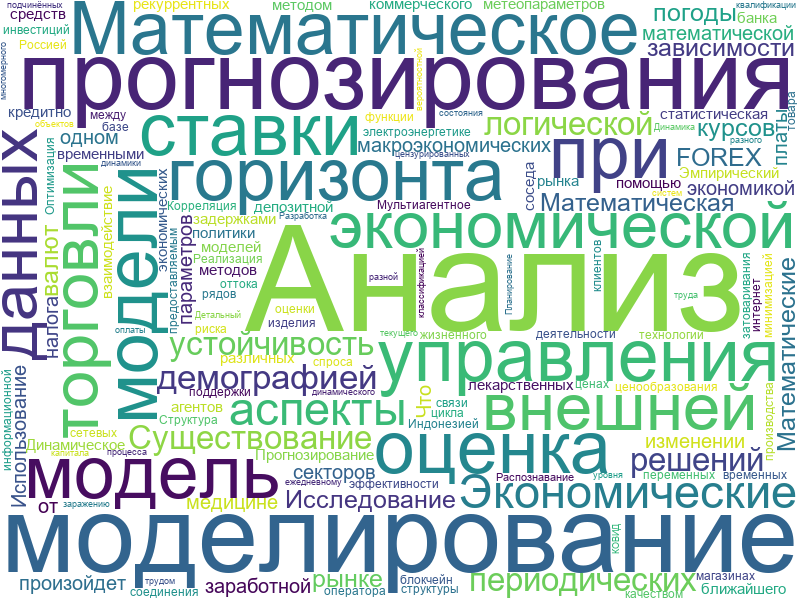 подчинённых
рекуррентных
методом
коммерческого
метеопараметров
квалификации
средств
инвестиций
Россией
Математическое
погоды
банка
математической
зависимости
многомерного
прогнозирования
вероятностной
кредитно
между
базе
функции
состояния
статистическая
товара
объектов
одном
временными
ставки
электроэнергетике
логической
Динамика
курсов
платы
разного
макроэкономических
Цензурированных
при
FOREX
Эмпирический
динамики
горизонта
соседа
рынка
помощью
экономикой
данных
Оптимизация
торговли
взаимодействие
модели
экономических
Корреляция
депозитной
Мультиагентное
Математическая
систем
задержками
Разработка
параметров
политики
экономической
валют
налога
предоставляемым
Реализация
моделей
методов
оттока
рядов
Анализ
классификацией
разной
Планирование
клиентов
затоваривания
интернет
минимизацией
Математические
Детальный
риска
оценки
изделия
труда
оплаты
текущего
жизненного
деятельности
технологии
устойчивость
различных
спроса
управления
демографией
поддержки
динамического
лекарственных
ценах
ценообразования
информационной
Использование
агентов
аспекты
Что
связи
цикла
Индонезией
внешней
производства
сетевых
Структура
Динамическое
Существование
Прогнозирование
оценка
изменении
капитала
процесса
модель
секторов
Распознавание
уровня
переменных
временных
решений
ежедневному
эффективности
от
заражению
медицине
Исследование
Экономические
моделирование
ковид
произойдет
трудом
соединения
заработной
рынке
оператора
блокчейн
структуры
периодических
качеством
магазинах
ближайшего